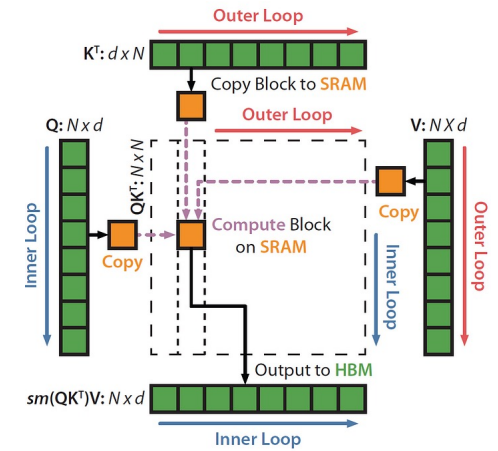 Outer Loop
Kᵀ: d x N
Copy Block to SRAM
Outer Loop
Q: N x d
V: N X d
QKᵀ: N x N
Inner Loop
Copy
Compute Block
on SRAM
Copy
Inner Loop
Outer Loop
Output to HBM
sm(QKᵀ)V: N x d
Inner Loop